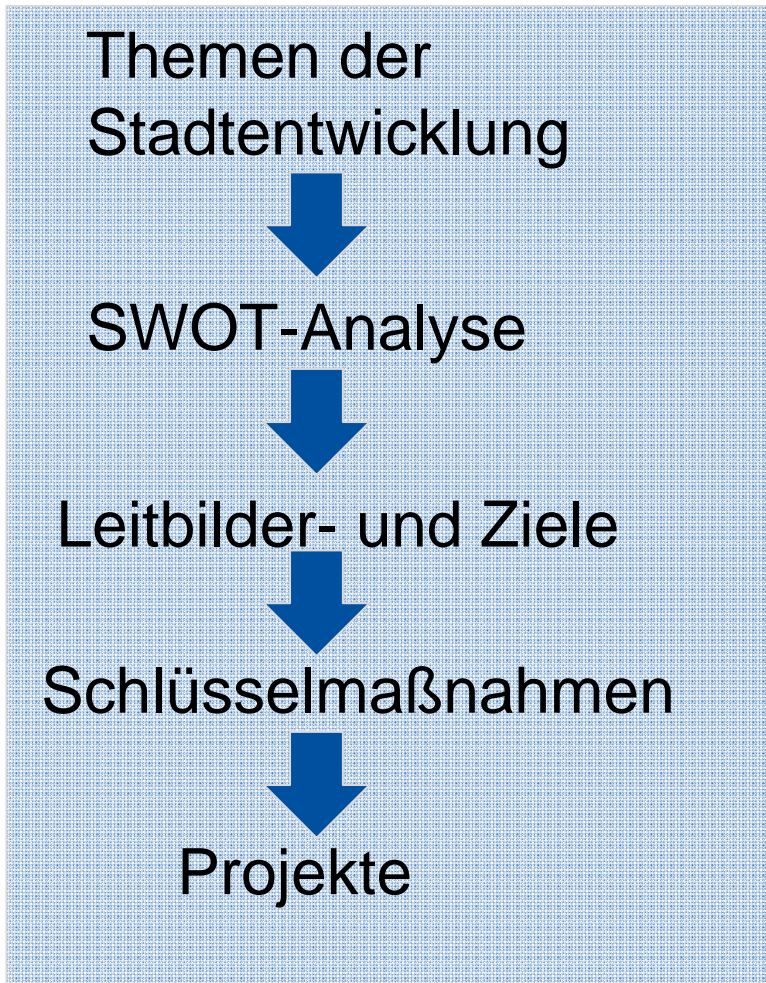 Themen der
Stadtentwicklung
SWOT-Analyse
Leitbilder- und Ziele
Schlüsselmaßnahmen
Projekte